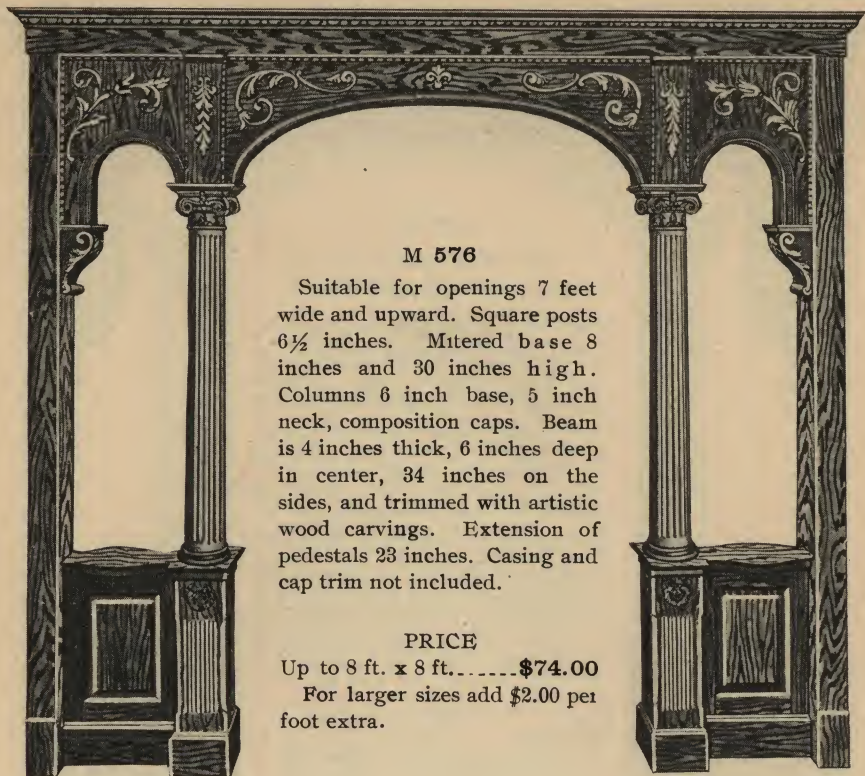 M 576
Suitable for openings 7 feet
wide and upward. Square posts
6½ inches. Mitered base 8
inches and 30 inches high.
Columns 6 inch base, 5 inch
neck, composition caps. Beam
is 4 inches thick, 6 inches deep
in center, 34 inches on the
sides, and trimmed with artistic
wood carvings. Extension of
pedestals 23 inches. Casing and
cap trim not included.
PRICE
Up to 8 ft. x 8 ft.......$74.00
For larger sizes add $2.00 per
foot extra.